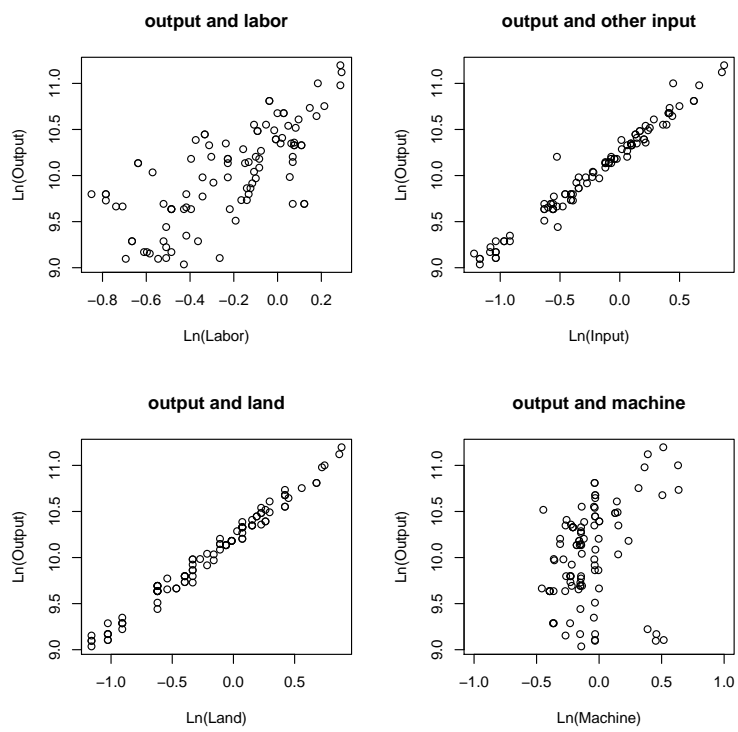 output and labor
Ln(Output)
11.0
10.5
10.0
9.5
9.0
−0.8 −0.6 −0.4 −0.2 0.0 0.2
Ln(Labor)
output and other input
Ln(Output)
11.0
10.5
10.0
9.5
9.0
−1.0 −0.5 0.0 0.5
Ln(Input)
output and land
Ln(Output)
11.0
10.5
10.0
9.5
9.0
−1.0 −0.5 0.0 0.5
Ln(Land)
output and machine
Ln(Output)
11.0
10.5
10.0
9.5
9.0
−1.0 −0.5 0.0 0.5 1.0
Ln(Machine)